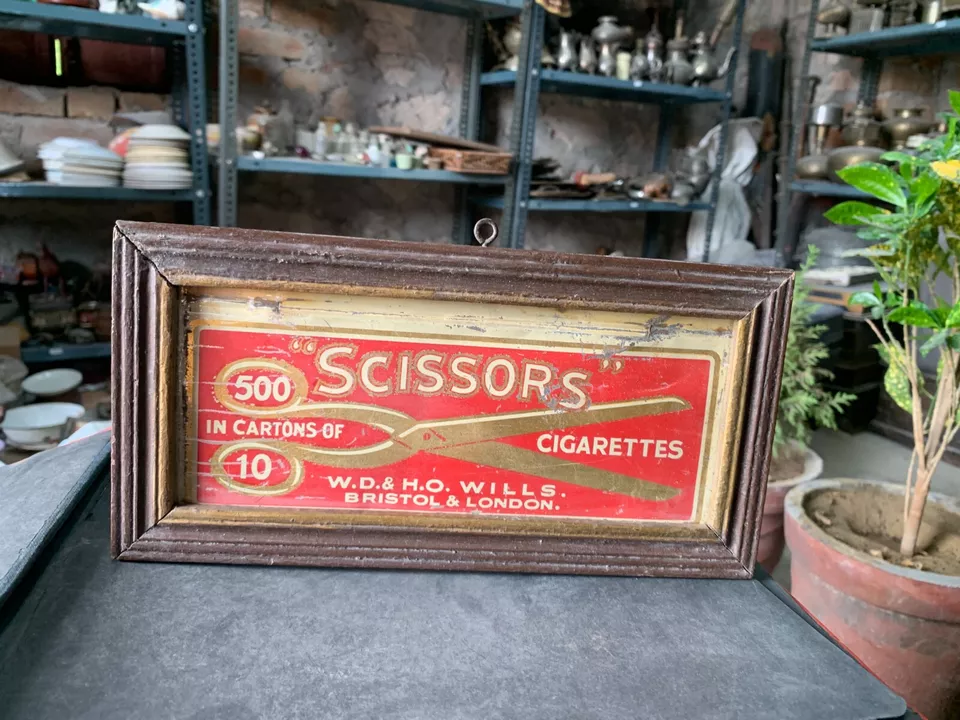 "SCISSORS"
500
IN CARTONS OF
10
CIGARETTES
W.D.& H.O. WILLS.
BRISTOL & LONDON.